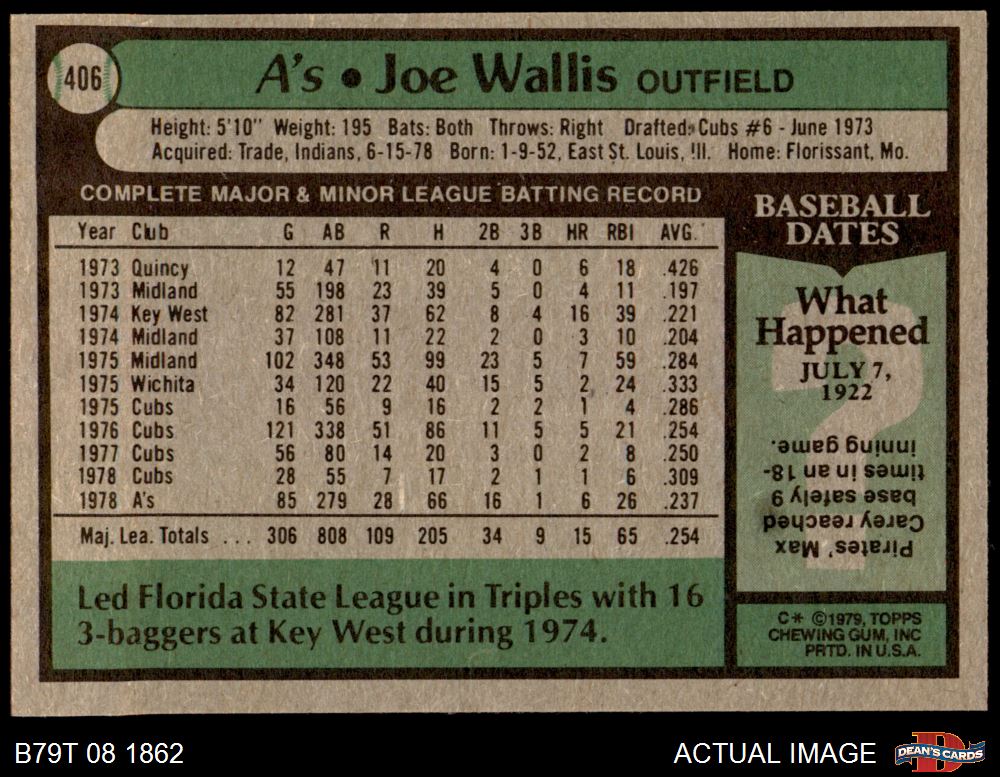 406
A's • Joe Wallis OUTFIELD
Height: 5'10" Weight: 195 Bats: Both Throws: Right Drafted: Cubs #6 - June 1973
Acquired: Trade, Indians, 6-15-78 Born: 1-9-52, East St. Louis, Ill. Home: Florissant, Mo.
COMPLETE MAJOR & MINOR LEAGUE BATTING RECORD
Year Club G AB R H 2B 3B HR RBI AVG.
1973 Quincy 12 47 11 20 4 0 6 18 .426
1973 Midland 55 198 23 39 5 0 4 11 .197
1974 Key West 82 281 37 62 8 4 16 39 .221
1974 Midland 37 108 11 22 2 0 3 10 .204
1975 Midland 102 348 53 99 23 5 7 59 .284
1975 Wichita 34 120 22 40 15 5 2 24 .333
1975 Cubs 16 56 9 16 2 2 1 4 .286
1976 Cubs 121 338 51 86 11 5 5 21 .254
1977 Cubs 56 80 14 20 3 0 2 8 .250
1978 Cubs 28 55 7 17 2 1 1 6 .309
1978 A's 85 279 28 66 16 1 6 26 .237
Maj. Lea. Totals ... 306 808 109 205 34 9 15 65 .254
Led Florida State League in Triples with 16
3-baggers at Key West during 1974.
BASEBALL
DATES
What
Happened
JULY 7,
1922
?
Pirates' Max
Carey reached
base safely 9
times in an 18-
inning game.
C* ©1979, TOPPS
CHEWING GUM, INC
PRTD. IN U.S.A.
B79T 08 1862
ACTUAL IMAGE
D
DEAN'S CARDS